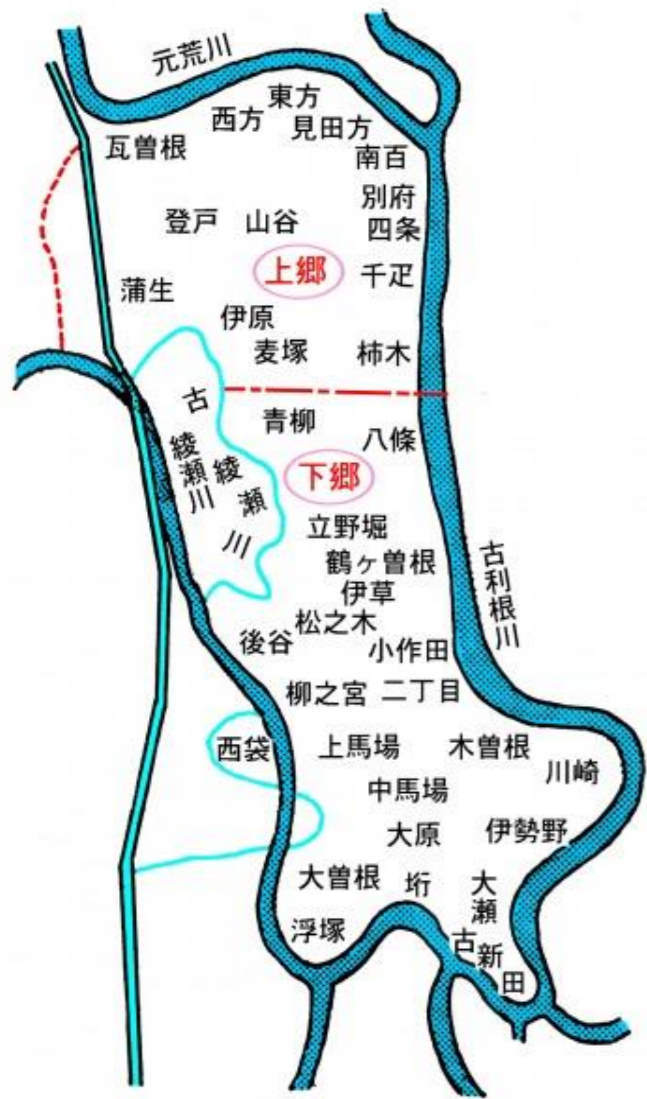 元荒川
東方
西方
見田方
瓦曽根
南百
別府
登戸
山谷
四条
上郷
千疋
蒲生
伊原
麦塚
柿木
古綾瀬川
青柳
八條
綾瀬川
下郷
立野堀
古利根川
鶴ヶ曽根
伊草
松之木
後谷
小作田
柳之宮
二丁目
西袋
上馬場
木曽根
川崎
中馬場
大原
伊勢野
大曽根
垳
大瀬
浮塚
古新田